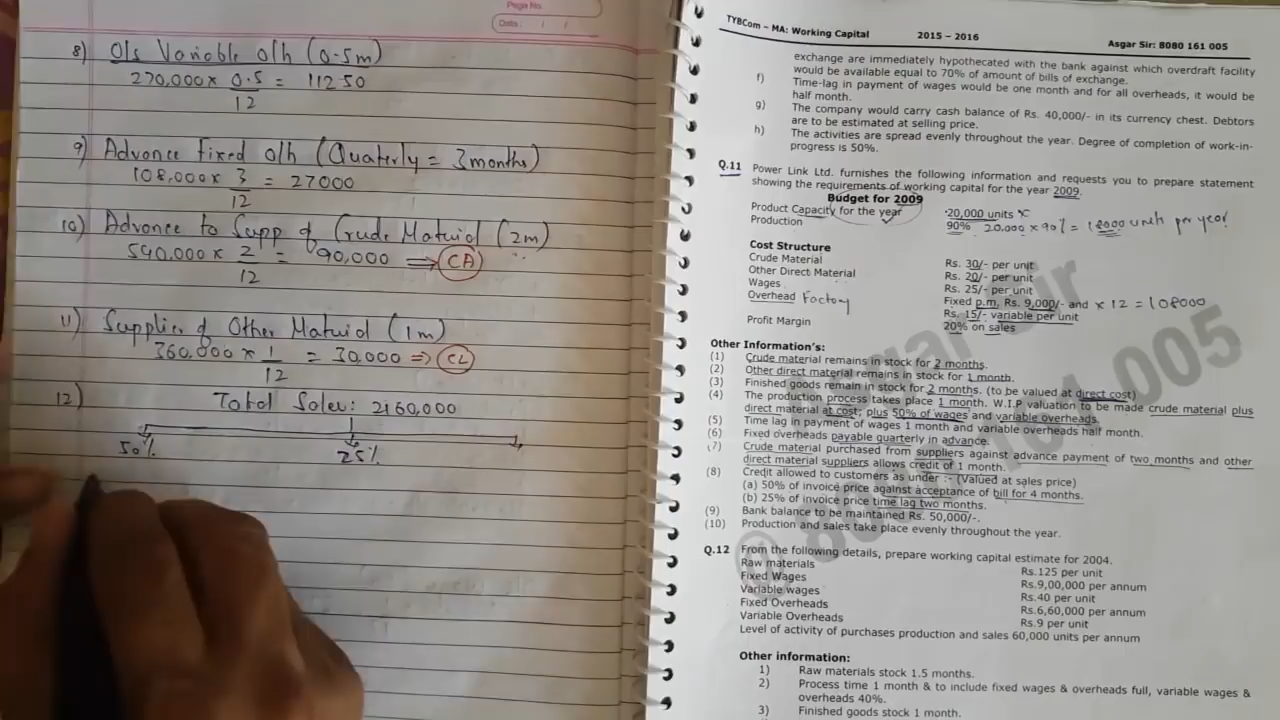 Page No.
Date : / /
8) O/s Variable O/h (0.5m)
270,000 × 0.5 = 11250
12
9) Advance fixed o/h (Quaterly = 3 months)
108,000 × 3 = 27000
12
10) Advance to Supp of Crude Material (2m)
540,000 × 2 = 90,000 ⇒ CA
12
11) Supplier of Other Material (1m)
360,000 × 1 = 30,000 ⇒ CL
12
12) Total Sales: 2160,000
50% 25%
TYBCom – MA: Working Capital 2015 – 2016 Asgar Sir: 8080 161 005
exchange are immediately hypothecated with the bank against which overdraft facility
would be available equal to 70% of amount of bills of exchange.
f) Time-lag in payment of wages would be one month and for all overheads, it would be
half month.
g) The company would carry cash balance of Rs. 40,000/- in its currency chest. Debtors
are to be estimated at selling price.
h) The activities are spread evenly throughout the year. Degree of completion of work-in-
progress is 50%.
Q.11 Power Link Ltd. furnishes the following information and requests you to prepare statement
showing the requirements of working capital for the year 2009.
Budget for 2009
Product Capacity for the year 20,000 units ×
Production 90% 20,000 × 90% = 18000 units per year
Cost Structure
Crude Material Rs. 30/- per unit
Other Direct Material Rs. 20/- per unit
Wages Rs. 25/- per unit
Overhead Factory Fixed p.m, Rs. 9,000/- and × 12 = 108000
Rs. 15/- variable per unit
Profit Margin 20% on sales
Other Information's:
(1) Crude material remains in stock for 2 months.
(2) Other direct material remains in stock for 1 month.
(3) Finished goods remain in stock for 2 months. (to be valued at direct cost)
(4) The production process takes place 1 month. W.I.P valuation to be made crude material plus
direct material at cost; plus 50% of wages and variable overheads.
(5) Time lag in payment of wages 1 month and variable overheads half month.
(6) Fixed overheads payable quarterly in advance.
(7) Crude material purchased from suppliers against advance payment of two months and other
direct material suppliers allows credit of 1 month.
(8) Credit allowed to customers as under :- (Valued at sales price)
(a) 50% of invoice price against acceptance of bill for 4 months.
(b) 25% of invoice price time lag two months.
(9) Bank balance to be maintained Rs. 50,000/-.
(10) Production and sales take place evenly throughout the year.
Q.12 From the following details, prepare working capital estimate for 2004.
Raw materials Rs.125 per unit
Fixed Wages Rs.9,00,000 per annum
Variable wages Rs.40 per unit
Fixed Overheads Rs.6,60,000 per annum
Variable Overheads Rs.9 per unit
Level of activity of purchases production and sales 60,000 units per annum
Other information:
1) Raw materials stock 1.5 months.
2) Process time 1 month & to include fixed wages & overheads full, variable wages &
overheads 40%.
3) Finished goods stock 1 month.